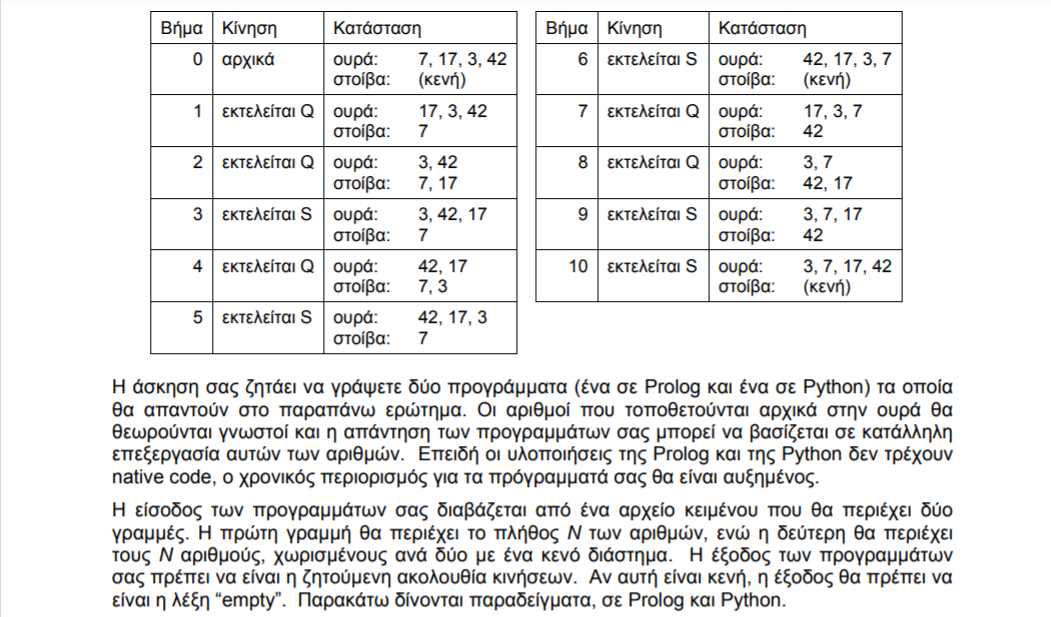 Βήμα Κίνηση Κατάσταση
0 αρχικά ουρά: 7, 17, 3, 42
στοίβα: (κενή)
1 εκτελείται Q ουρά: 17, 3, 42
στοίβα: 7
2 εκτελείται Q ουρά: 3, 42
στοίβα: 7, 17
3 εκτελείται S ουρά: 3, 42, 17
στοίβα: 7
4 εκτελείται Q ουρά: 42, 17
στοίβα: 7, 3
5 εκτελείται S ουρά: 42, 17, 3
στοίβα: 7
Βήμα Κίνηση Κατάσταση
6 εκτελείται S ουρά: 42, 17, 3, 7
στοίβα: (κενή)
7 εκτελείται Q ουρά: 17, 3, 7
στοίβα: 42
8 εκτελείται Q ουρά: 3, 7
στοίβα: 42, 17
9 εκτελείται S ουρά: 3, 7, 17
στοίβα: 42
10 εκτελείται S ουρά: 3, 7, 17, 42
στοίβα: (κενή)
Η άσκηση σας ζητάει να γράψετε δύο προγράμματα (ένα σε Prolog και ένα σε Python) τα οποία
θα απαντούν στο παραπάνω ερώτημα. Οι αριθμοί που τοποθετούνται αρχικά στην ουρά θα
θεωρούνται γνωστοί και η απάντηση των προγραμμάτων σας μπορεί να βασίζεται σε κατάλληλη
επεξεργασία αυτών των αριθμών. Επειδή οι υλοποιήσεις της Prolog και της Python δεν τρέχουν
native code, ο χρονικός περιορισμός για τα πρόγραμματά σας θα είναι αυξημένος.
Η είσοδος των προγραμμάτων σας διαβάζεται από ένα αρχείο κειμένου που θα περιέχει δύο
γραμμές. Η πρώτη γραμμή θα περιέχει το πλήθος N των αριθμών, ενώ η δεύτερη θα περιέχει
τους N αριθμούς, χωρισμένους ανά δύο με ένα κενό διάστημα. Η έξοδος των προγραμμάτων
σας πρέπει να είναι η ζητούμενη ακολουθία κινήσεων. Αν αυτή είναι κενή, η έξοδος θα πρέπει να
είναι η λέξη “empty”. Παρακάτω δίνονται παραδείγματα, σε Prolog και Python.